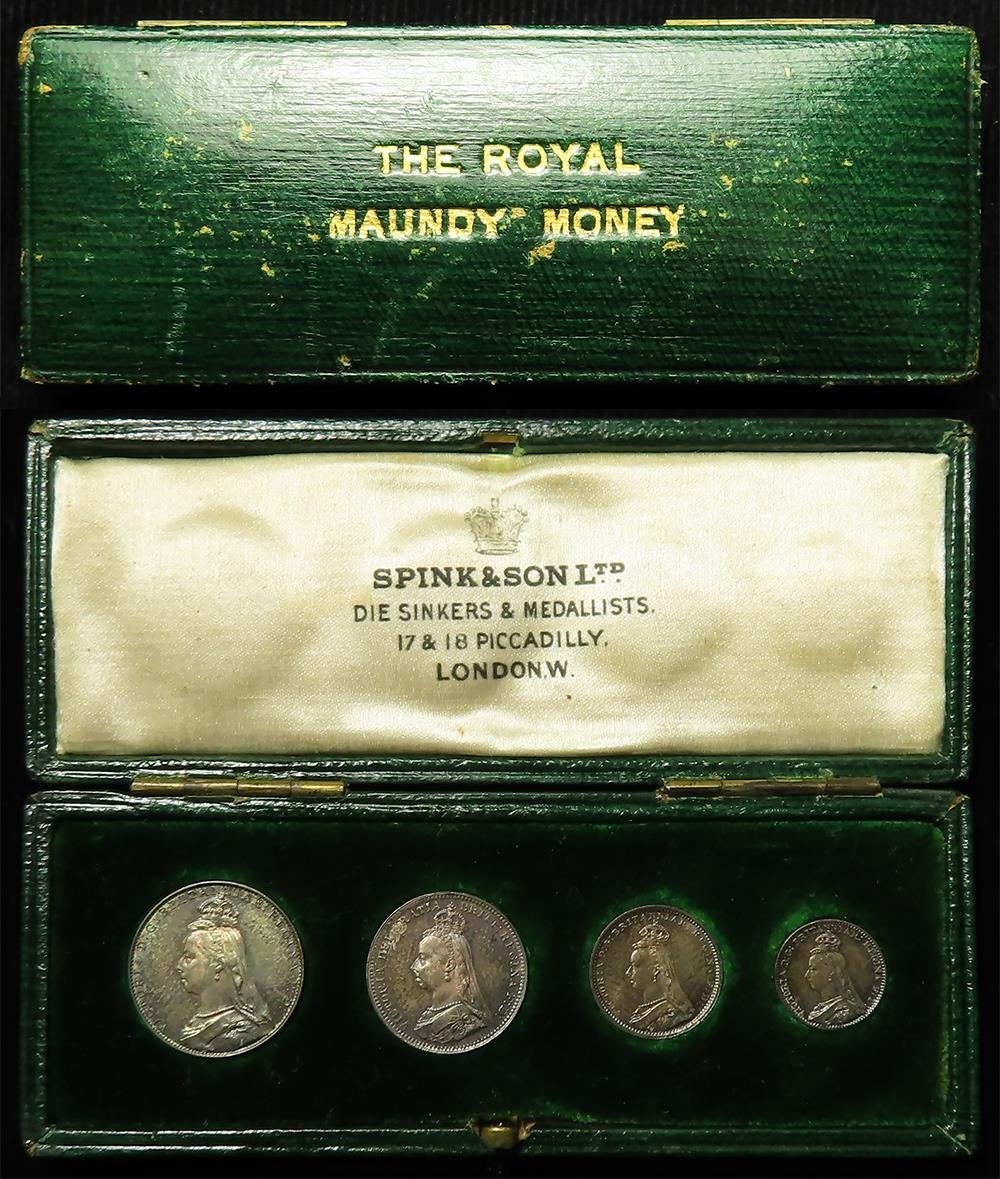 THE ROYAL
"MAUNDY" MONEY
SPINK & SON LTD
DIE SINKERS & MEDALLISTS.
17 & 18 PICCADILLY,
LONDON.W.